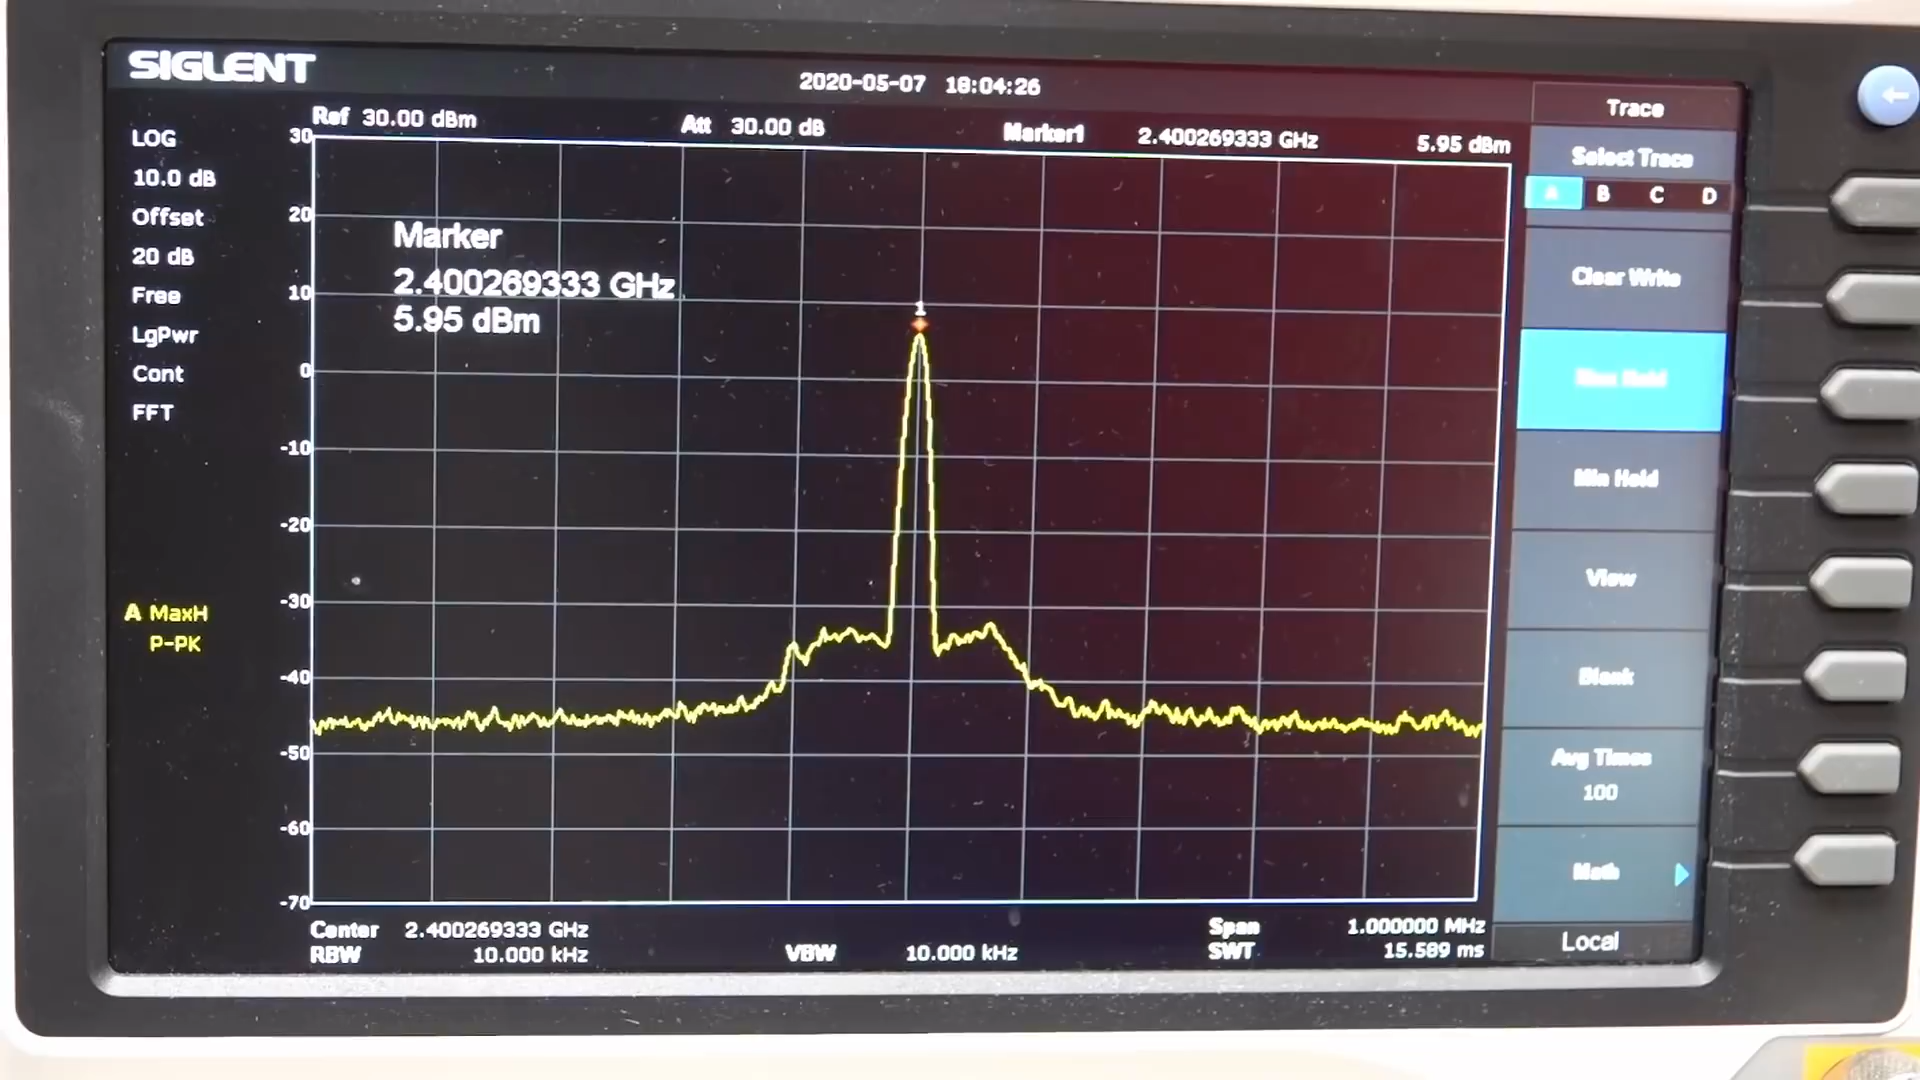 SIGLENT
2020-05-07 18:04:26
Ref 30.00 dBm
Att 30.00 dB
Marker1 2.400269333 GHz 5.95 dBm
LOG
10.0 dB
Offset
20 dB
Free
LgPwr
Cont
FFT
A MaxH
P-PK
30
20
10
0
-10
-20
-30
-40
-50
-60
-70
Marker
2.400269333 GHz
5.95 dBm
1
Center 2.400269333 GHz
RBW 10.000 kHz
VBW 10.000 kHz
Span 1.000000 MHz
SWT 15.589 ms
Trace
Select Trace
A B C D
Clear Write
Max Hold
Min Hold
View
Blank
Avg Times
100
Math
Local